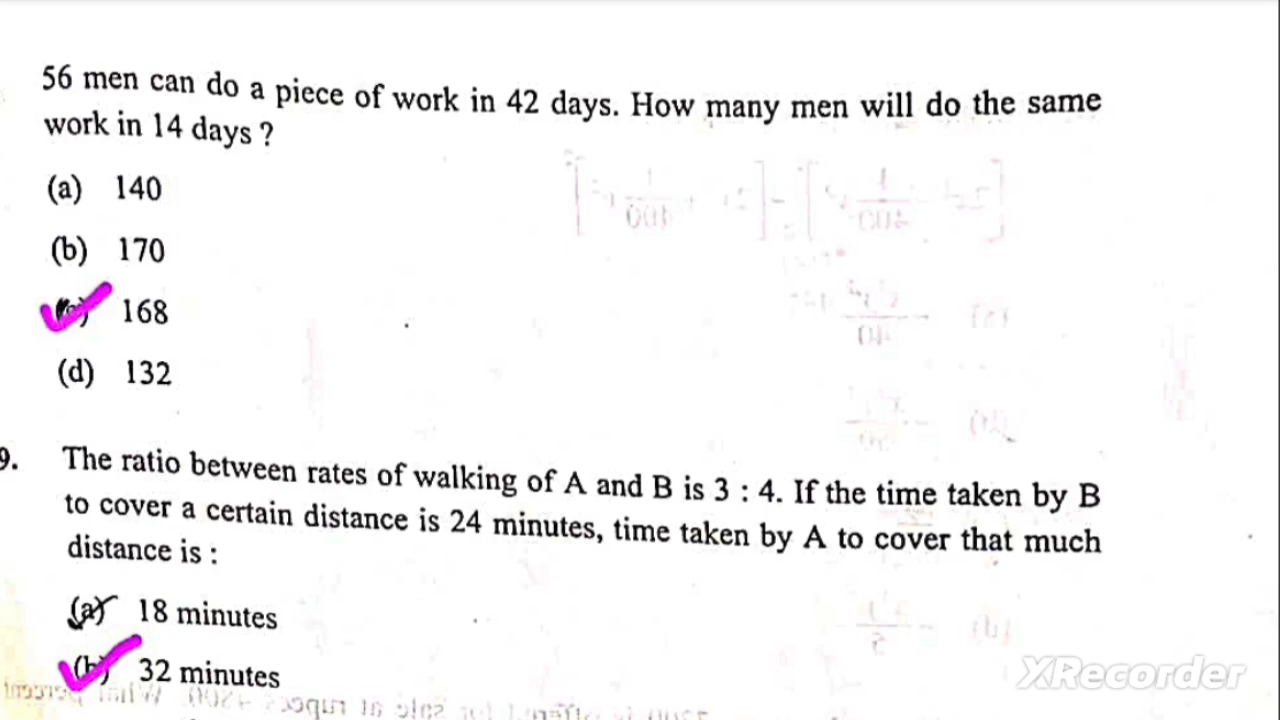 56 men can do a piece of work in 42 days. How many men will do the same
work in 14 days ?
(a) 140
(b) 170
(c) 168
(d) 132
9. The ratio between rates of walking of A and B is 3 : 4. If the time taken by B
to cover a certain distance is 24 minutes, time taken by A to cover that much
distance is :
(a) 18 minutes
(b) 32 minutes
XRecorder